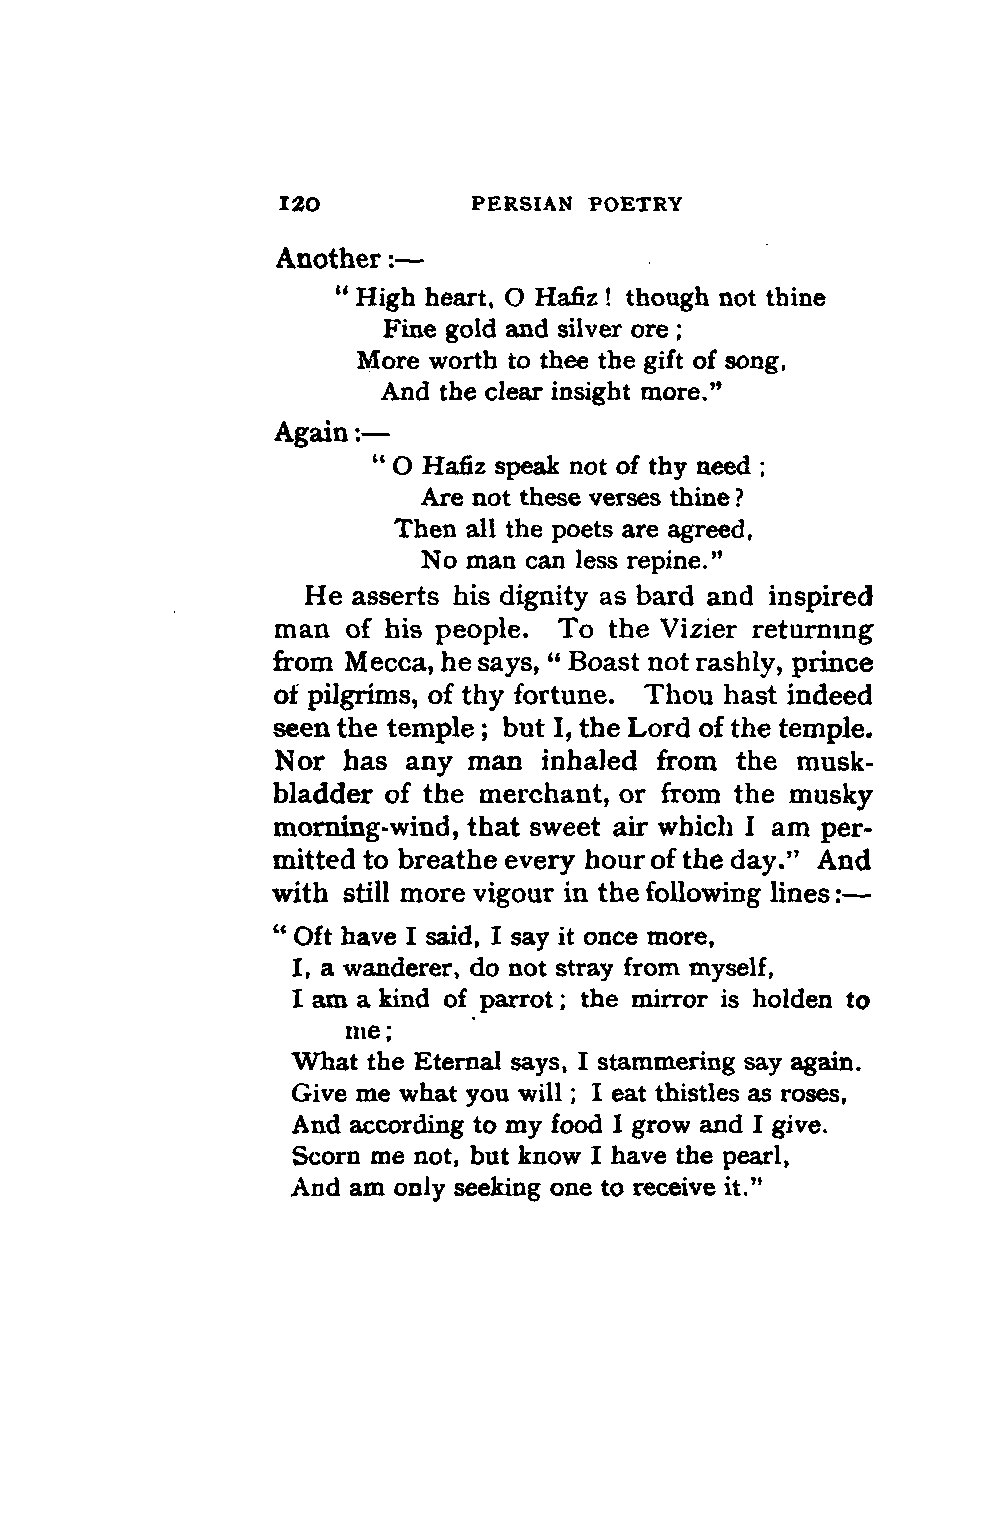 120 PERSIAN POETRY
Another :—
“ High heart, O Hafiz ! though not thine
Fine gold and silver ore ;
More worth to thee the gift of song,
And the clear insight more.”
Again :—
“ O Hafiz speak not of thy need ;
Are not these verses thine ?
Then all the poets are agreed,
No man can less repine.”
He asserts his dignity as bard and inspired
man of his people. To the Vizier returning
from Mecca, he says, “ Boast not rashly, prince
of pilgrims, of thy fortune. Thou hast indeed
seen the temple ; but I, the Lord of the temple.
Nor has any man inhaled from the musk-
bladder of the merchant, or from the musky
morning-wind, that sweet air which I am per-
mitted to breathe every hour of the day.” And
with still more vigour in the following lines :—
“ Oft have I said, I say it once more,
I, a wanderer, do not stray from myself,
I am a kind of parrot ; the mirror is holden to
me ;
What the Eternal says, I stammering say again.
Give me what you will ; I eat thistles as roses,
And according to my food I grow and I give.
Scorn me not, but know I have the pearl,
And am only seeking one to receive it.”